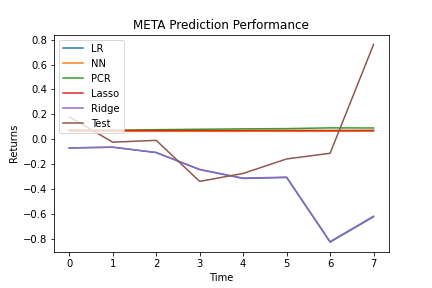 META Prediction Performance
0.8
0.6
0.4
0.2
0.0
−0.2
−0.4
−0.6
−0.8
Returns
LR
NN
PCR
Lasso
Ridge
Test
0 1 2 3 4 5 6 7
Time